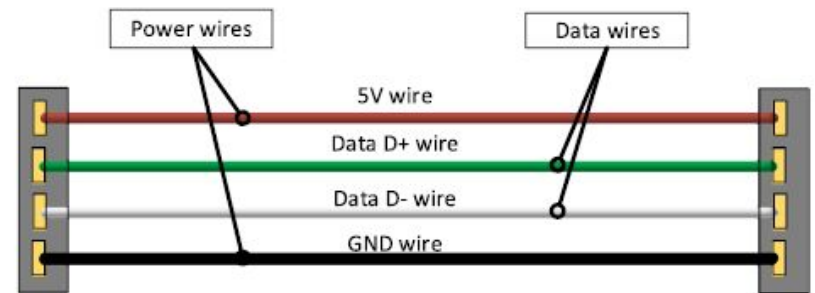 Power wires
Data wires
5V wire
Data D+ wire
Data D- wire
GND wire